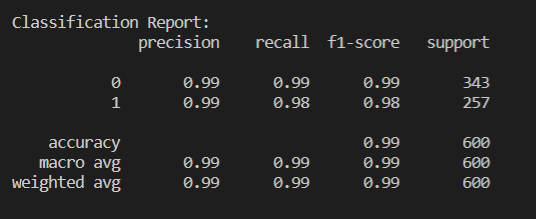 Classification Report:
precision recall f1-score support
0 0.99 0.99 0.99 343
1 0.99 0.98 0.98 257
accuracy 0.99 600
macro avg 0.99 0.99 0.99 600
weighted avg 0.99 0.99 0.99 600